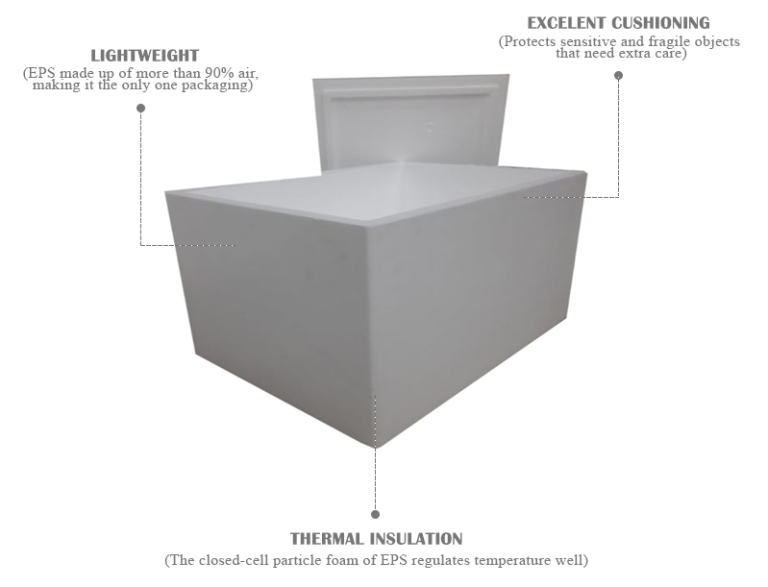 EXCELENT CUSHIONING
(Protects sensitive and fragile objects
that need extra care)
LIGHTWEIGHT
(EPS made up of more than 90% air,
making it the only one packaging)
THERMAL INSULATION
(The closed-cell particle foam of EPS regulates temperature well)